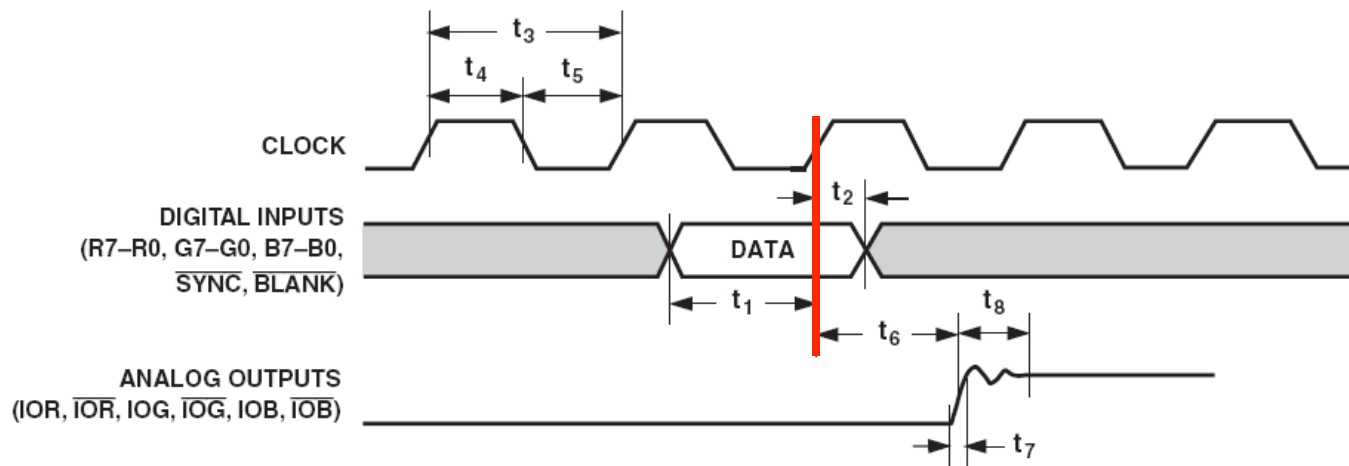 t3
t4
t5
CLOCK
t2
DIGITAL INPUTS
(R7–R0, G7–G0, B7–B0,
SYNC, BLANK)
DATA
t1
t6
t8
ANALOG OUTPUTS
(IOR, IOR, IOG, IOG, IOB, IOB)
t7